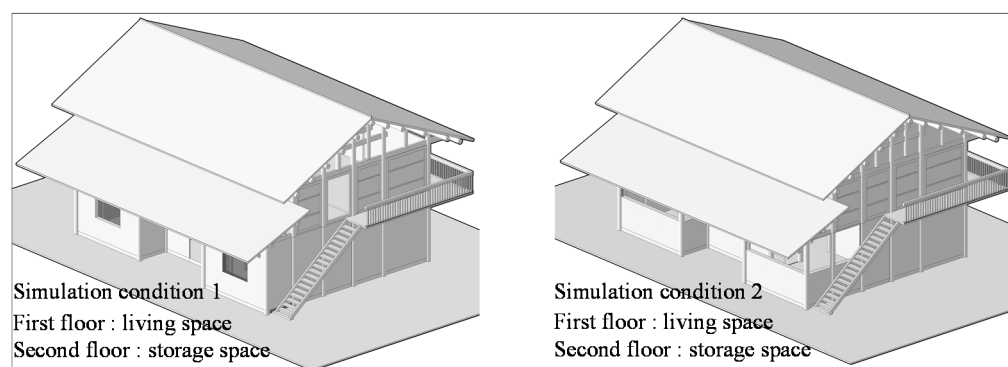 Simulation condition 1
First floor : living space
Second floor : storage space
Simulation condition 2
First floor : living space
Second floor : storage space